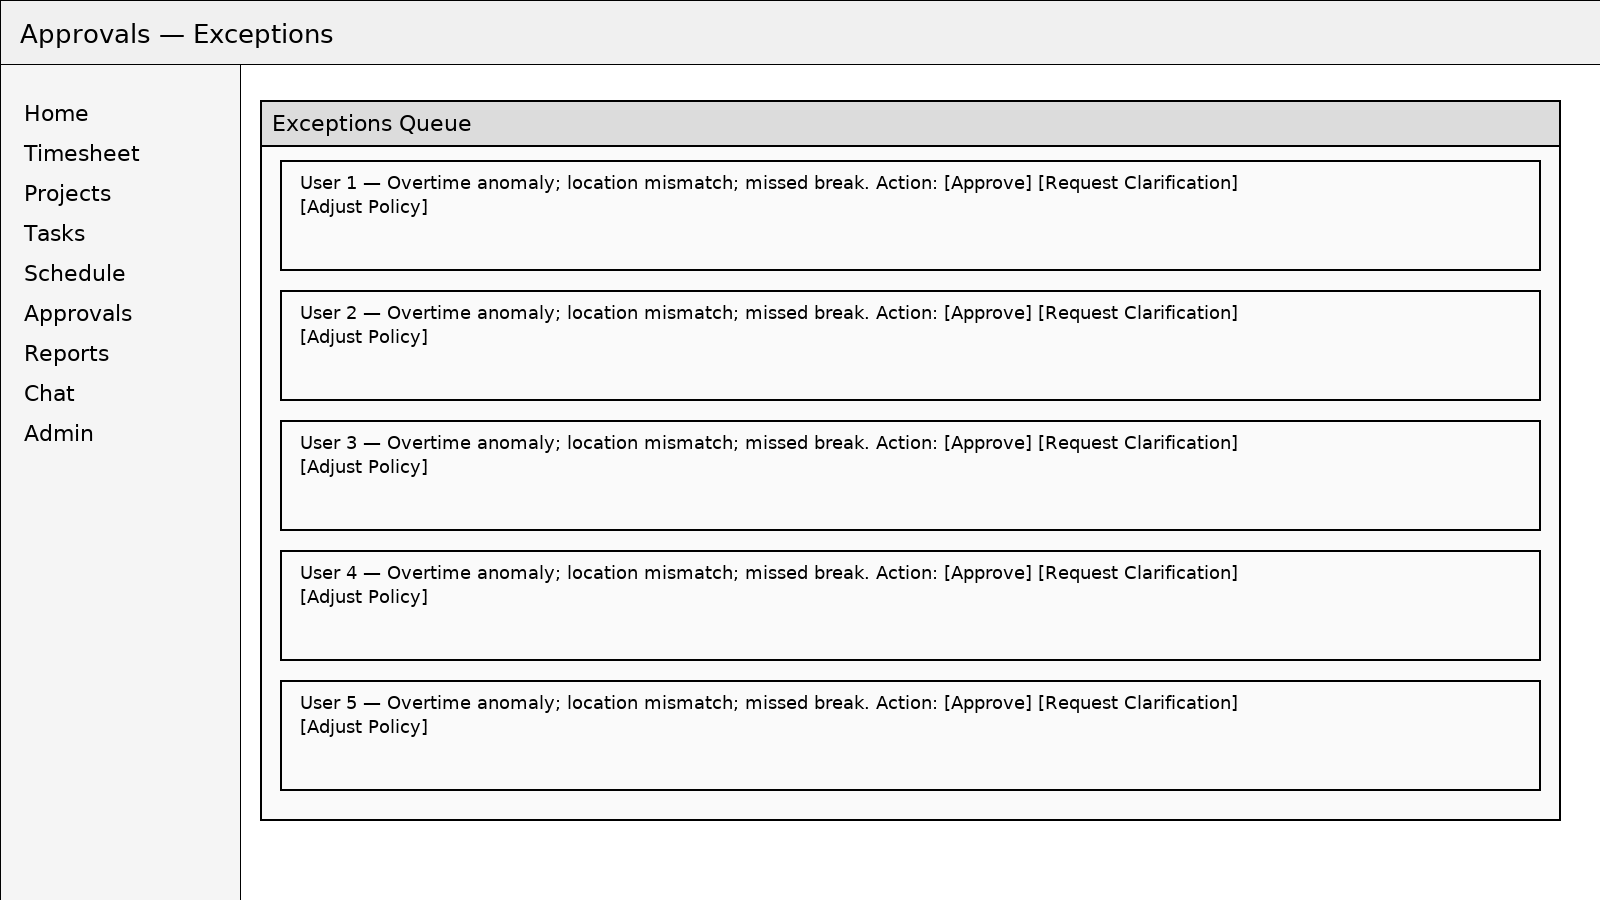 Approvals — Exceptions
Home
Timesheet
Projects
Tasks
Schedule
Approvals
Reports
Chat
Admin
Exceptions Queue
User 1 — Overtime anomaly; location mismatch; missed break. Action: [Approve] [Request Clarification]
[Adjust Policy]
User 2 — Overtime anomaly; location mismatch; missed break. Action: [Approve] [Request Clarification]
[Adjust Policy]
User 3 — Overtime anomaly; location mismatch; missed break. Action: [Approve] [Request Clarification]
[Adjust Policy]
User 4 — Overtime anomaly; location mismatch; missed break. Action: [Approve] [Request Clarification]
[Adjust Policy]
User 5 — Overtime anomaly; location mismatch; missed break. Action: [Approve] [Request Clarification]
[Adjust Policy]